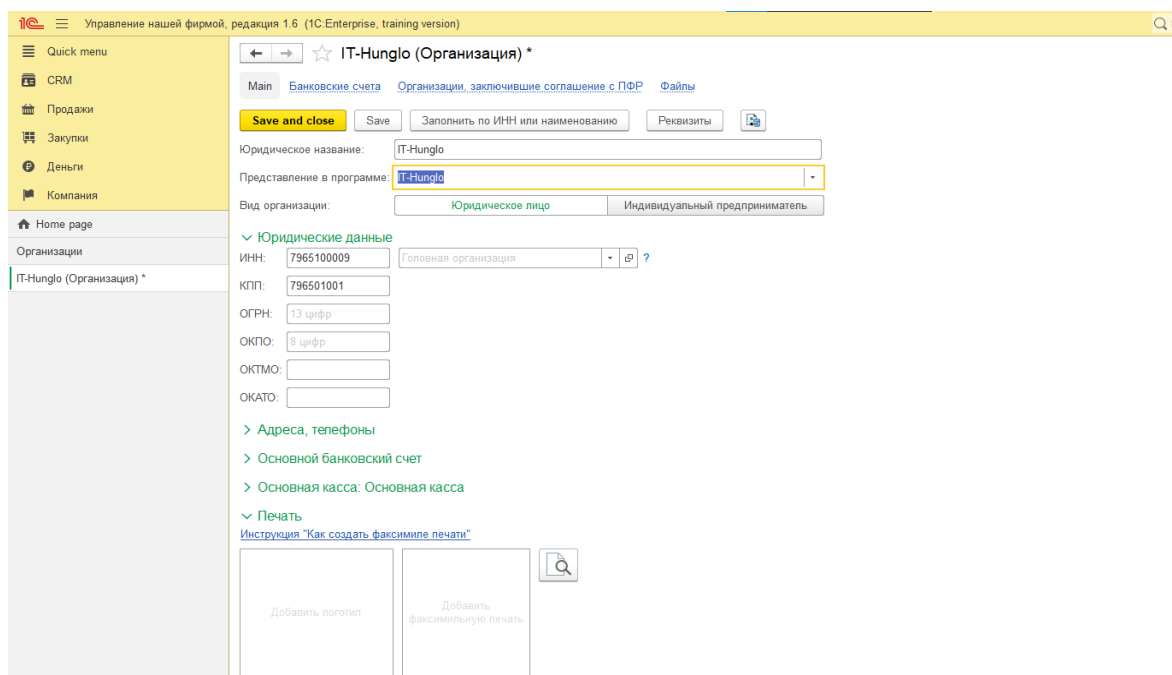 1C Управление нашей фирмой, редакция 1.6 (1C:Enterprise, training version)
Quick menu
CRM
Продажи
Закупки
Деньги
Компания
Home page
Организации
IT-Hunglo (Организация) *
IT-Hunglo (Организация) *
Main Банковские счета Организации, заключившие соглашение с ПФР Файлы
Save and close Save Заполнить по ИНН или наименованию Реквизиты
Юридическое название: IT-Hunglo
Представление в программе: IT-Hunglo
Вид организации: Юридическое лицо Индивидуальный предприниматель
Юридические данные
ИНН: 7965100009 Головная организация ?
КПП: 796501001
ОГРН: 13 цифр
ОКПО: 8 цифр
ОКТМО:
ОКАТО:
Адреса, телефоны
Основной банковский счет
Основная касса: Основная касса
Печать
Инструкция "Как создать факсимиле печати"
Добавить логотип
Добавить
факсимильную печать